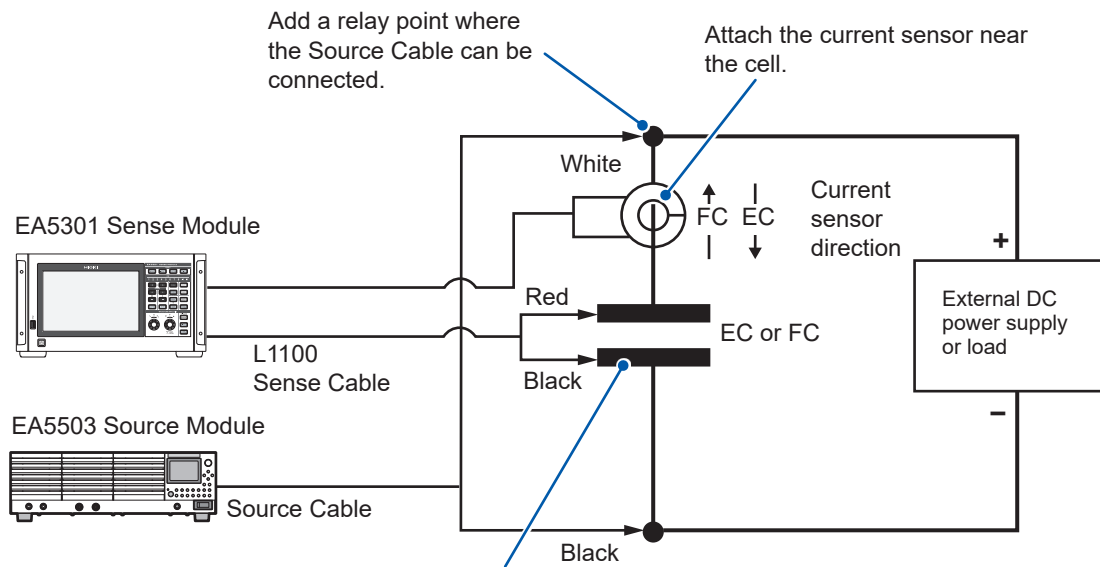 Add a relay point where
the Source Cable can be
connected.
Attach the current sensor near
the cell.
White
FC
EC
Current
sensor
direction
EA5301 Sense Module
+
Red
External DC
power supply
or load
EC or FC
L1100
Sense Cable
Black
−
EA5503 Source Module
Source Cable
Black